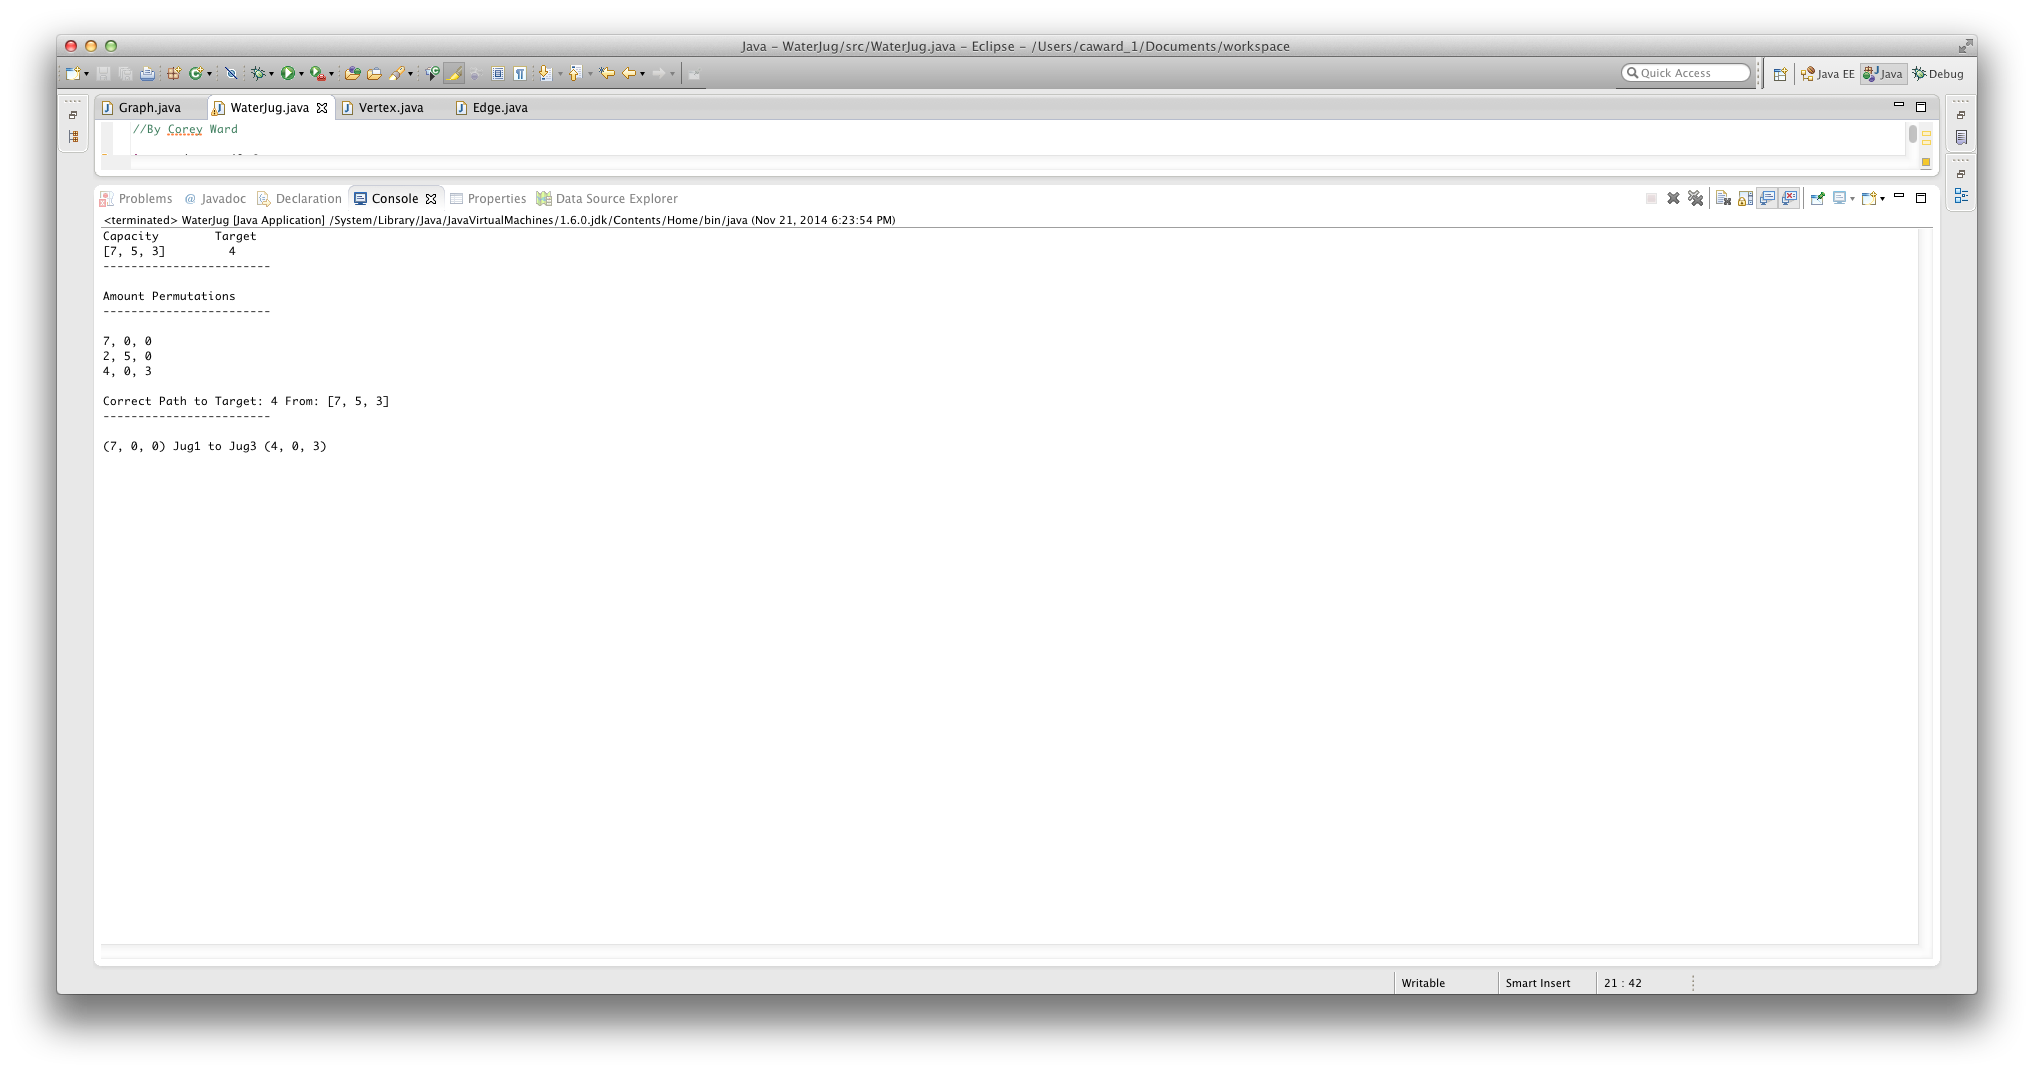 Java – WaterJug/src/WaterJug.java – Eclipse – /Users/caward_1/Documents/workspace
Quick Access
Java EE
Java
Debug
Graph.java
WaterJug.java
Vertex.java
Edge.java
//By Corey Ward
Problems
@ Javadoc
Declaration
Console
Properties
Data Source Explorer
<terminated> WaterJug [Java Application] /System/Library/Java/JavaVirtualMachines/1.6.0.jdk/Contents/Home/bin/java (Nov 21, 2014 6:23:54 PM)
Capacity        Target
[7, 5, 3]         4
------------------------
Amount Permutations
------------------------
7, 0, 0
2, 5, 0
4, 0, 3
Correct Path to Target: 4 From: [7, 5, 3]
------------------------
(7, 0, 0) Jug1 to Jug3 (4, 0, 3)
Writable
Smart Insert
21 : 42